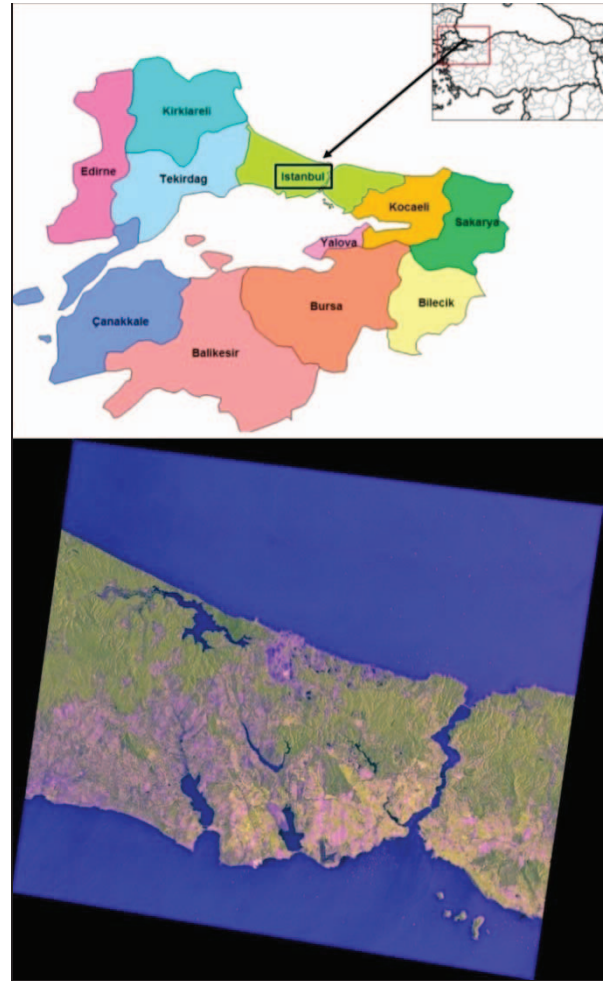 Kirklareli
Edirne
Tekirdag
Istanbul
Kocaeli
Sakarya
Yalova
Çanakkale
Bursa
Bilecik
Balikesir